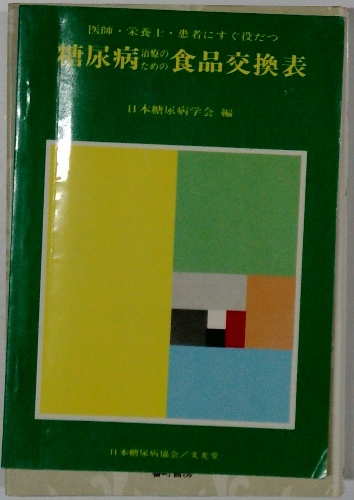 医師・栄養士・患者にすぐ役だつ
糖尿病治療のための食品交換表
日本糖尿病学会 編
日本糖尿病協会／文光堂